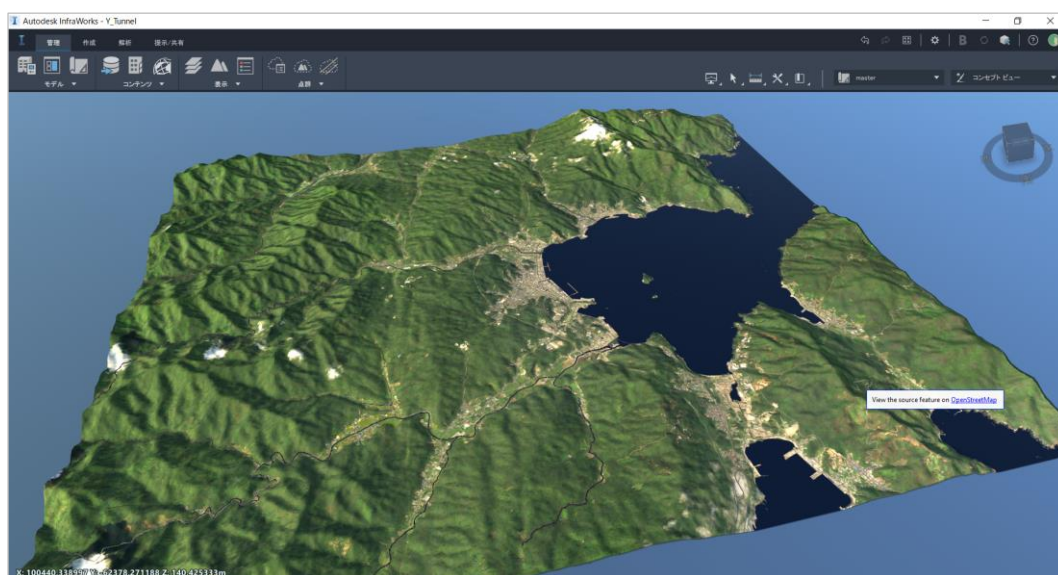 Autodesk InfraWorks - Y_Tunnel
管理 作成 解析 提示/共有
モデル コンテンツ 表示 点群
master コンセプト ビュー
View the source feature on OpenStreetMap